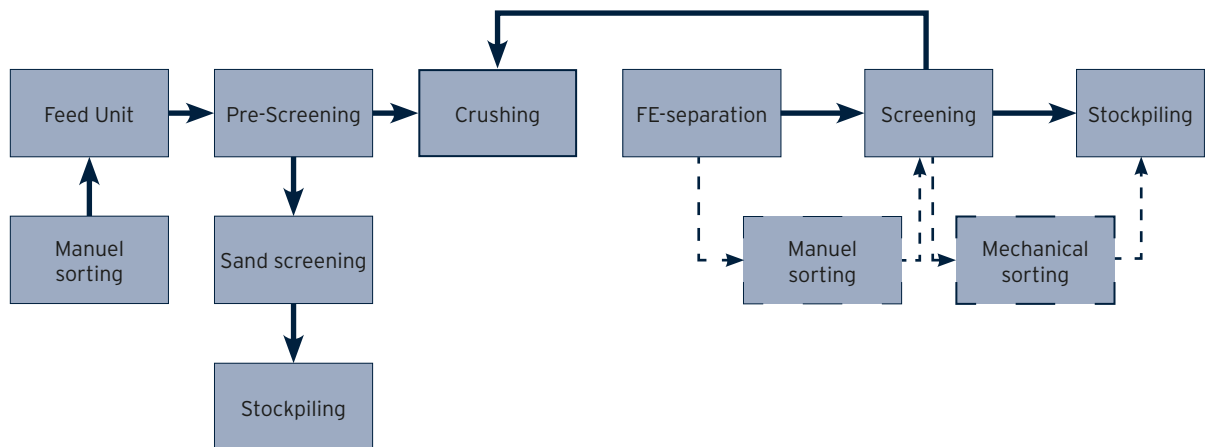 Feed Unit
Pre-Screening
Crushing
FE-separation
Screening
Stockpiling
Manuel
sorting
Sand screening
Manuel
sorting
Mechanical
sorting
Stockpiling